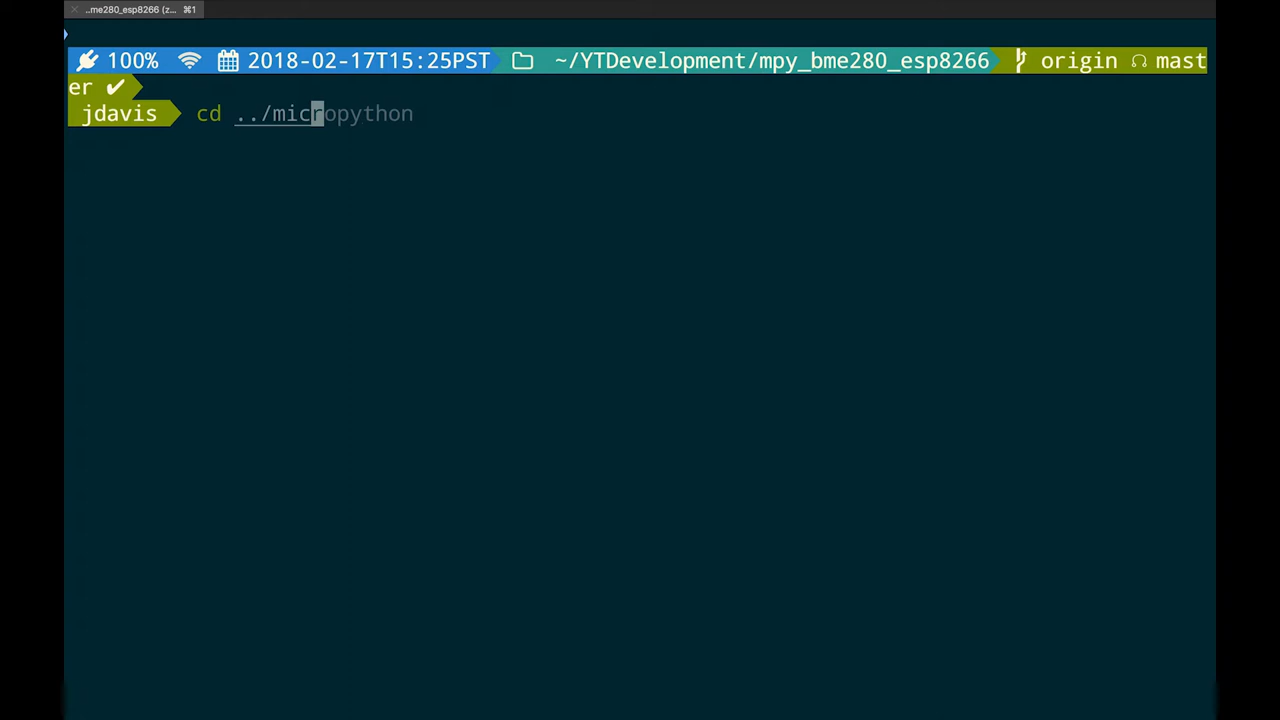 ..me280_esp8266 (z... ⌘1
100% 2018-02-17T15:25PST ~/YTDevelopment/mpy_bme280_esp8266 origin mast
er ✔
jdavis cd ../micropython